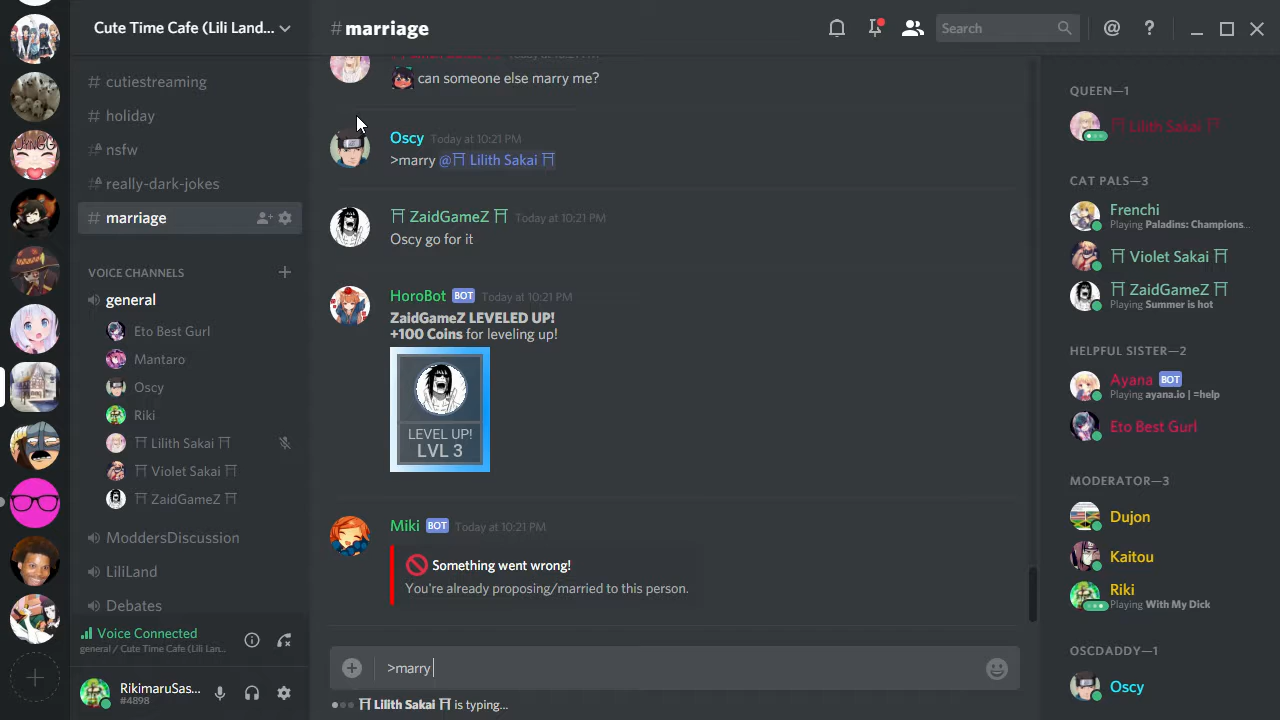 Cute Time Cafe (Lili Land...
# cutiestreaming
# holiday
# nsfw
# really-dark-jokes
# marriage
VOICE CHANNELS +
general
Eto Best Gurl
Mantaro
Oscy
Riki
⛩ Lilith Sakai ⛩
⛩ Violet Sakai ⛩
⛩ ZaidGameZ ⛩
ModdersDiscussion
LiliLand
Debates
Voice Connected
general / Cute Time Cafe (Lili Lan...
RikimaruSas...
#4898
# marriage
Search
can someone else marry me?
Oscy Today at 10:21 PM
>marry @⛩ Lilith Sakai ⛩
⛩ ZaidGameZ ⛩ Today at 10:21 PM
Oscy go for it
HoroBot BOT Today at 10:21 PM
ZaidGameZ LEVELED UP!
+100 Coins for leveling up!
LEVEL UP!
LVL 3
Miki BOT Today at 10:21 PM
Something went wrong!
You're already proposing/married to this person.
>marry
⛩ Lilith Sakai ⛩ is typing...
QUEEN—1
⛩ Lilith Sakai ⛩
CAT PALS—3
Frenchi
Playing Paladins: Champions...
⛩ Violet Sakai ⛩
⛩ ZaidGameZ ⛩
Playing Summer is hot
HELPFUL SISTER—2
Ayana BOT
Playing ayana.io | =help
Eto Best Gurl
MODERATOR—3
Dujon
Kaitou
Riki
Playing With My Dick
OSCDADDY—1
Oscy